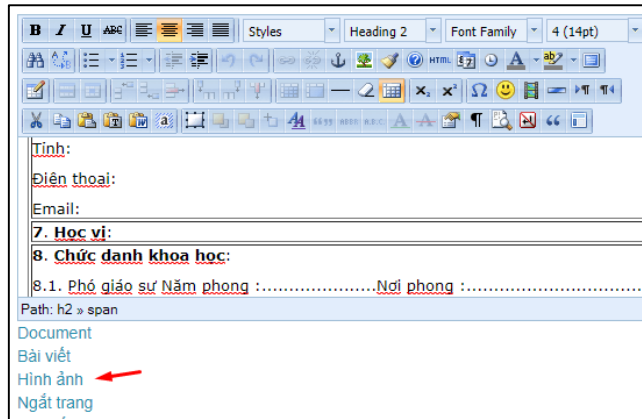 B I U ABC Styles Heading 2 Font Family 4 (14pt)
HTML
Tính:
Điện thoại:
Email:
7. Học vị:
8. Chức danh khoa học:
8.1. Phó giáo sư Năm phong :.....................Nơi phong :................................
Path: h2 » span
Document
Bài viết
Hình ảnh
Ngắt trang